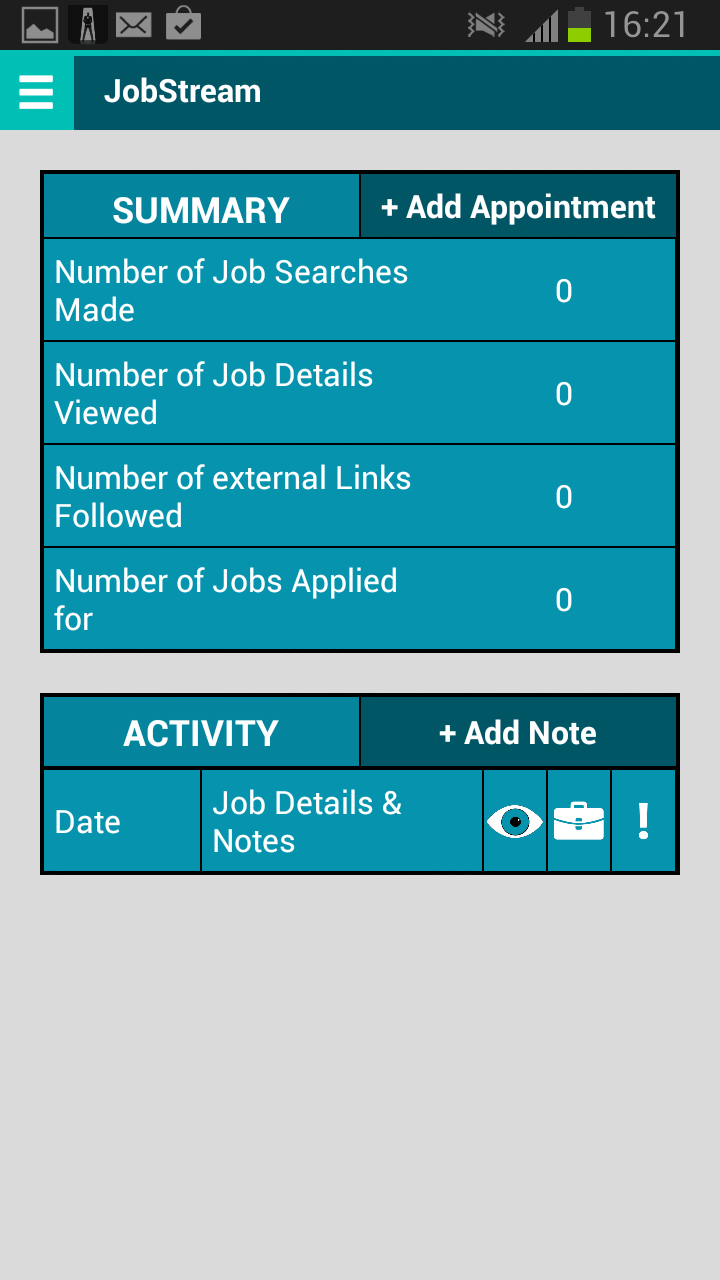 16:21
JobStream
SUMMARY
+ Add Appointment
Number of Job Searches
Made
0
Number of Job Details
Viewed
0
Number of external Links
Followed
0
Number of Jobs Applied
for
0
ACTIVITY
+ Add Note
Date
Job Details &
Notes
!